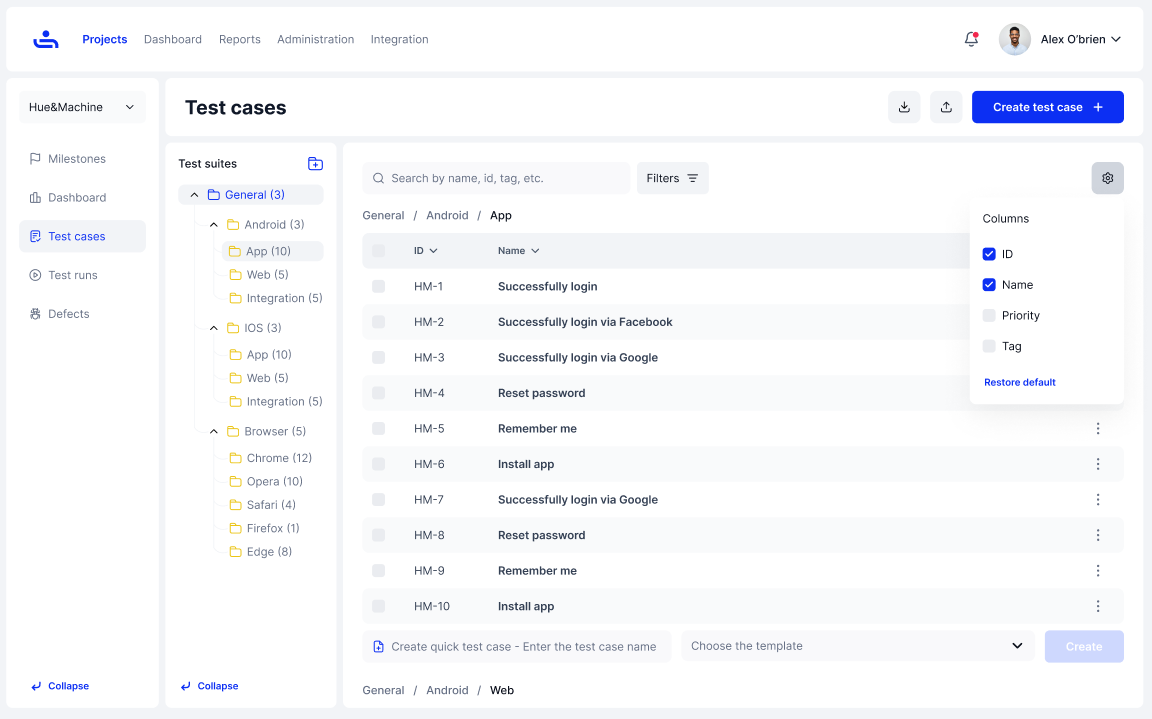 Projects Dashboard Reports Administration Integration Alex O'brien
Hue&Machine
Milestones
Dashboard
Test cases
Test runs
Defects
Collapse
Test cases
Create test case
Test suites
General (3)
Android (3)
App (10)
Web (5)
Integration (5)
IOS (3)
App (10)
Web (5)
Integration (5)
Browser (5)
Chrome (12)
Opera (10)
Safari (4)
Firefox (1)
Edge (8)
Collapse
Search by name, id, tag, etc. Filters
General / Android / App
ID Name
HM-1 Successfully login
HM-2 Successfully login via Facebook
HM-3 Successfully login via Google
HM-4 Reset password
HM-5 Remember me
HM-6 Install app
HM-7 Successfully login via Google
HM-8 Reset password
HM-9 Remember me
HM-10 Install app
Columns
ID
Name
Priority
Tag
Restore default
Create quick test case - Enter the test case name Choose the template Create
General / Android / Web